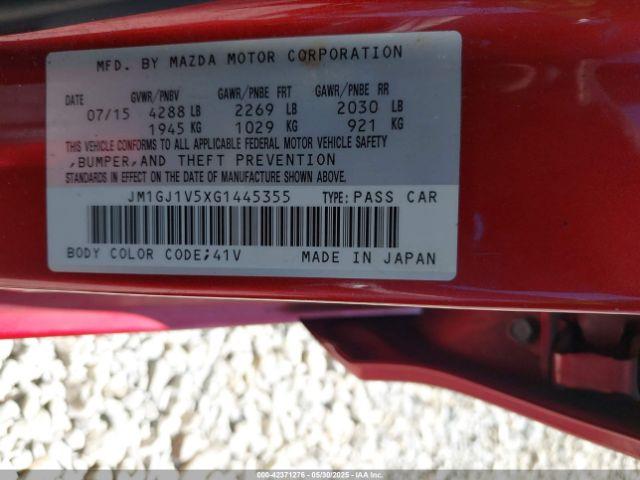 MFD. BY MAZDA MOTOR CORPORATION
DATE GVWR/PNBV GAWR/PNBE FRT GAWR/PNBE RR
07/15 4288 LB 2269 LB 2030 LB
1945 KG 1029 KG 921 KG
THIS VEHICLE CONFORMS TO ALL APPLICABLE FEDERAL MOTOR VEHICLE SAFETY
,BUMPER,AND THEFT PREVENTION
STANDARDS IN EFFECT ON THE DATE OF MANUFACTURE SHOWN ABOVE.
JM1GJ1V5XG1445355 TYPE: PASS CAR
BODY COLOR CODE;41V MADE IN JAPAN
000-42371276 - 05/30/2025 - IAA Inc.